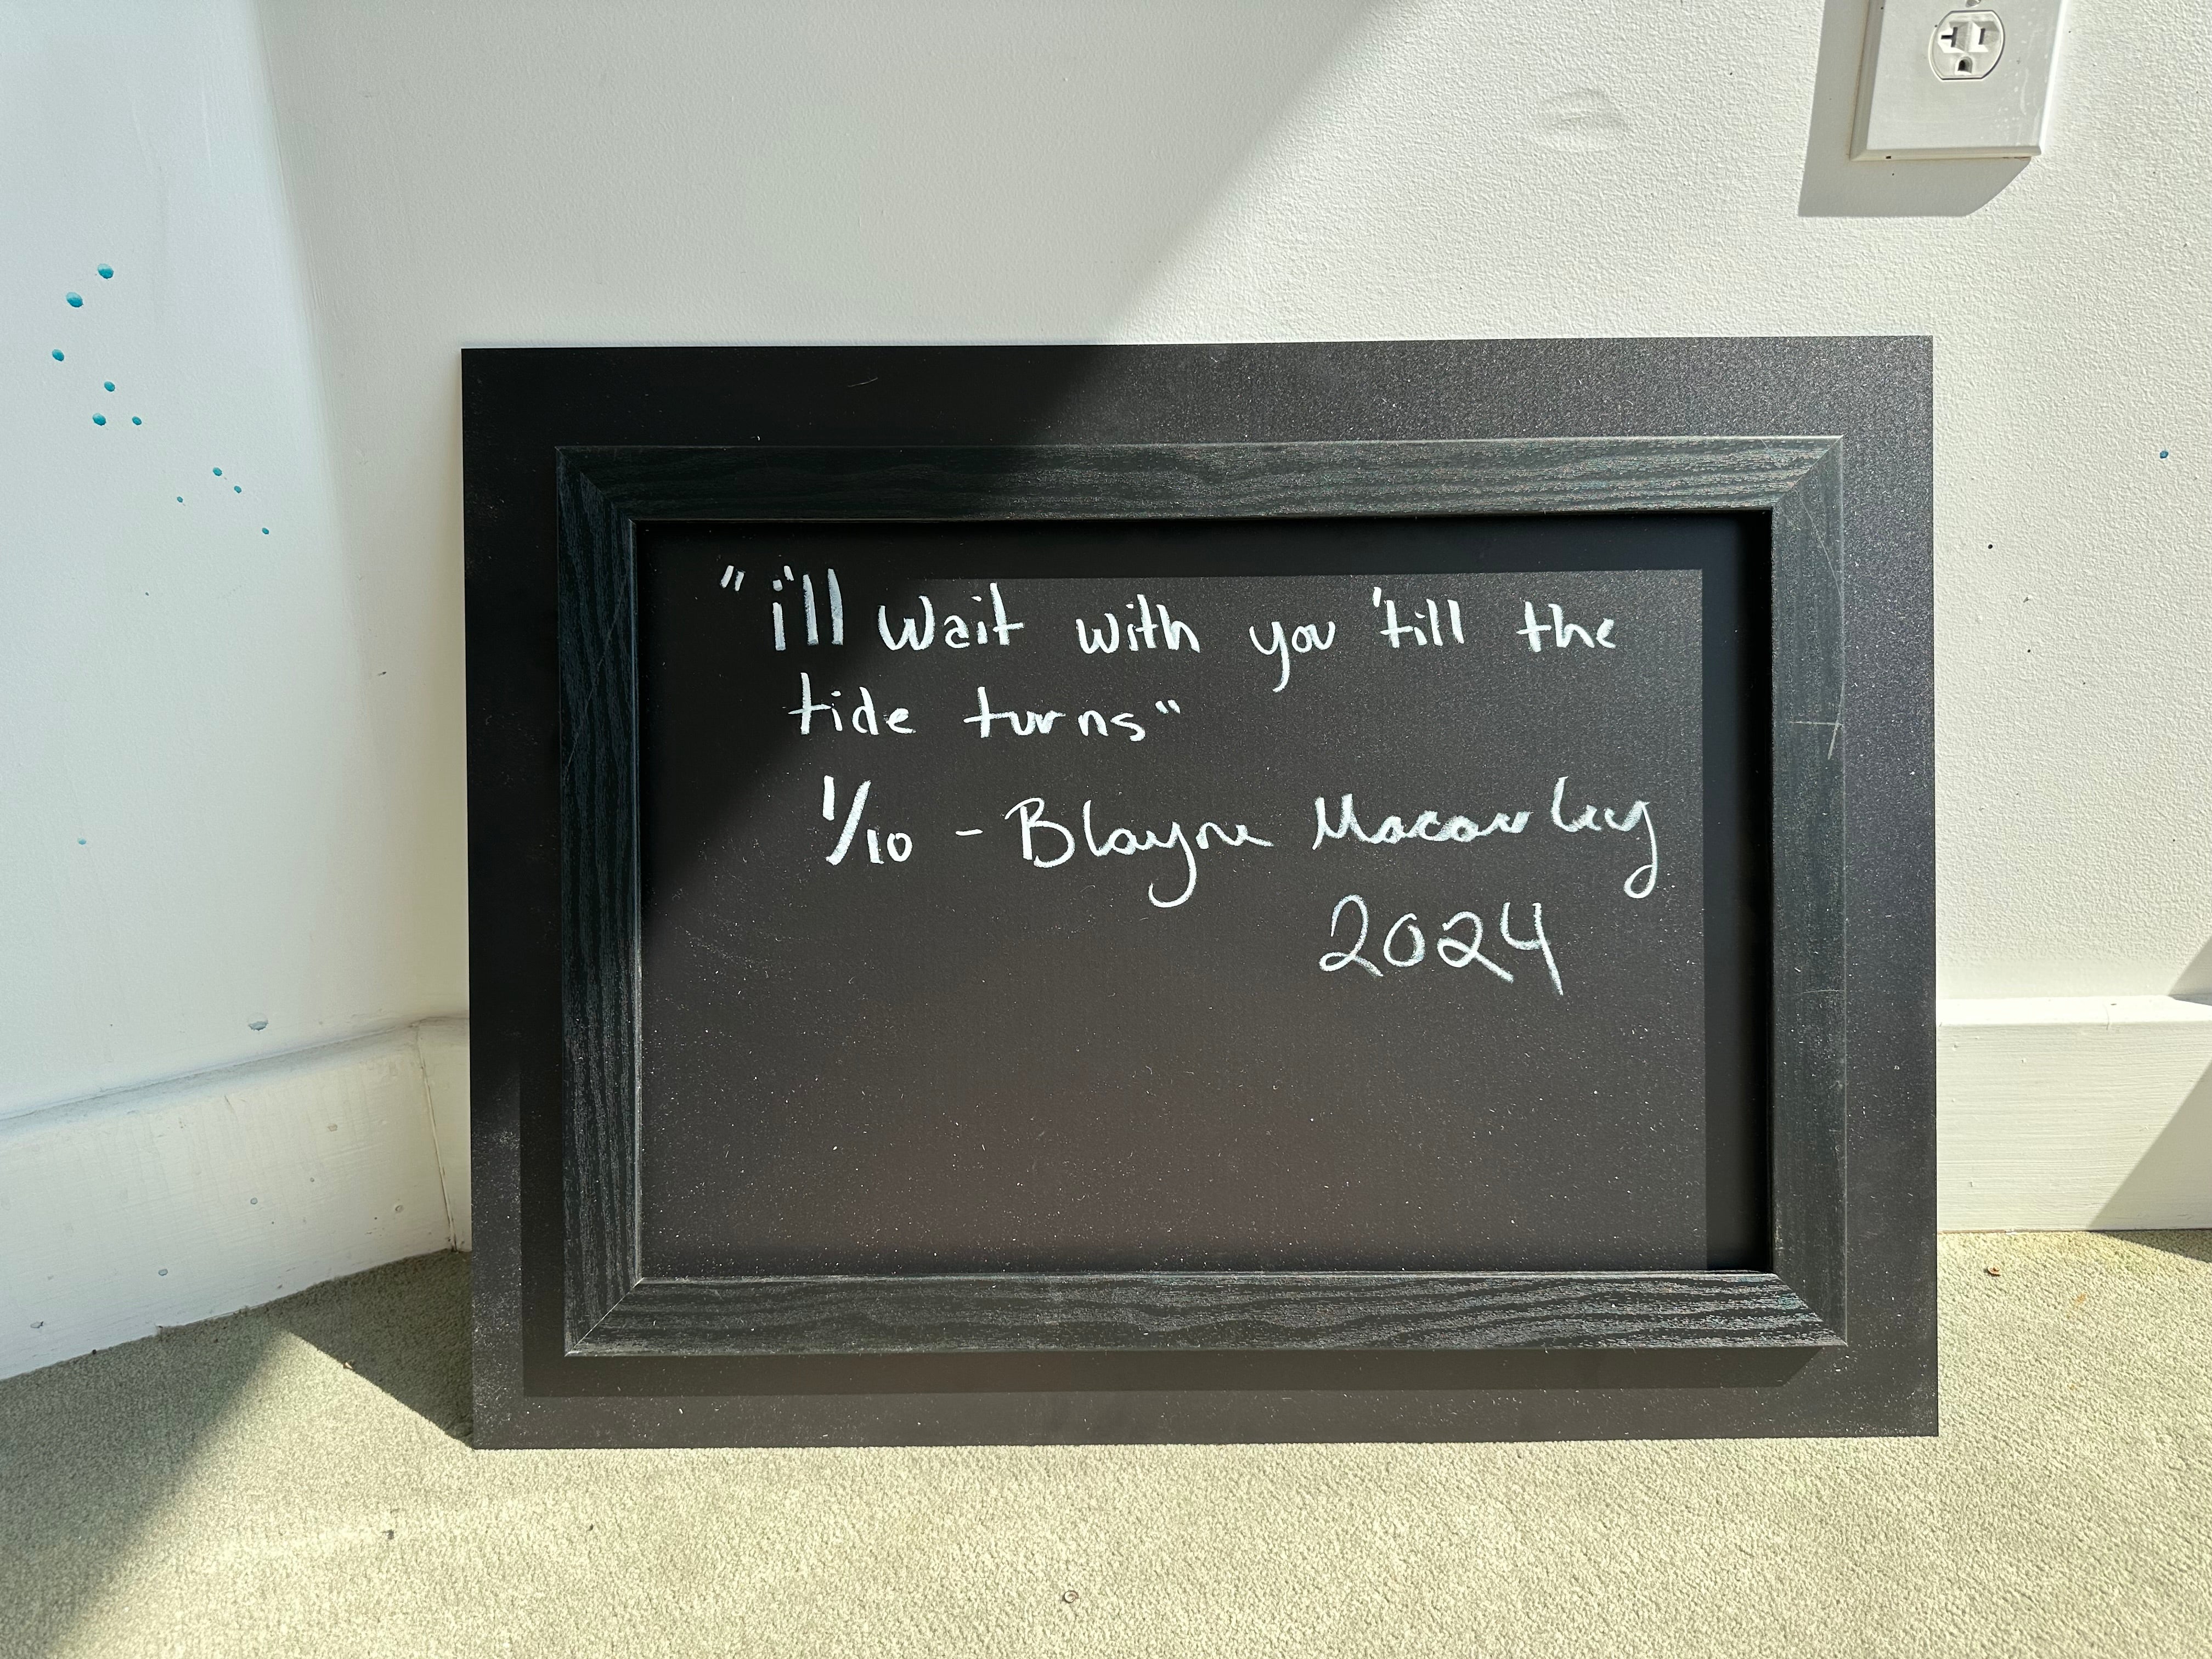 "i'll wait with you 'till the
tide turns"
1/10 - Blayne Macauley
2024